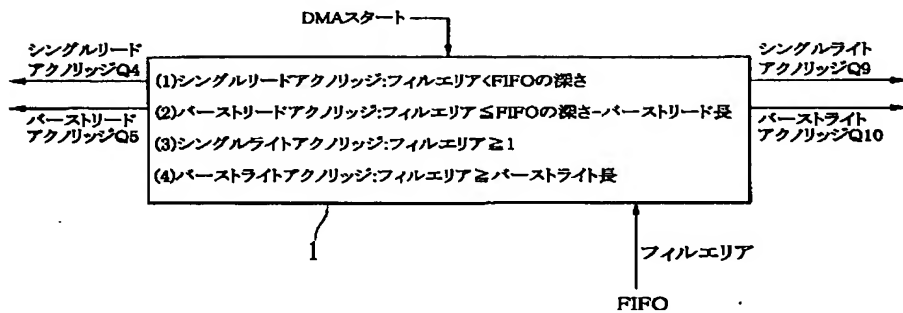 DMAスタート
シングルリード
アクノリッジQ4
シングルライト
アクノリッジQ9
(1)シングルリードアクノリッジ:フィルエリア<FIFOの深さ
(2)バーストリードアクノリッジ:フィルエリア≦FIFOの深さ-バーストリード長
バーストリード
アクノリッジQ5
バーストライト
アクノリッジQ10
(3)シングルライトアクノリッジ:フィルエリア≧1
(4)バーストライトアクノリッジ:フィルエリア≧バーストライト長
1
フィルエリア
FIFO